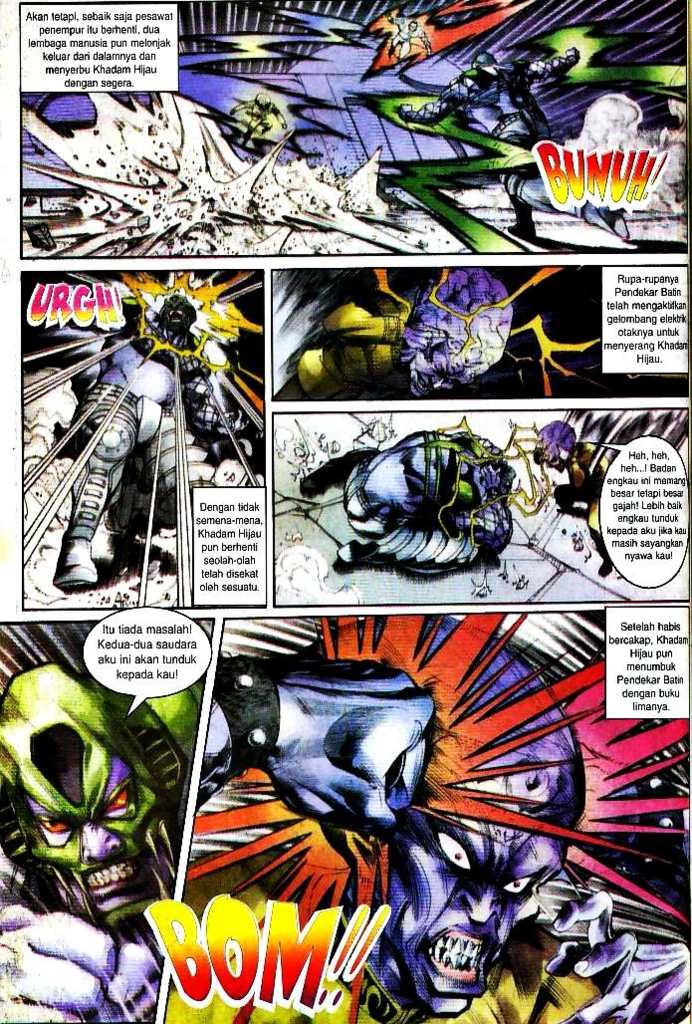 Akan tetapi, sebaik saja pesawat
penempur itu berhenti, dua
lembaga manusia pun melonjak
keluar dari dalamnya dan
menyerbu Khadam Hijau
dengan segera.
BUNUH!
URGH!
Rupa-rupanya
Pendekar Batin
telah mengaktifkan
gelombang elektrik
otaknya untuk
menyerang Khadam
Hijau.
Dengan tidak
semena-mena,
Khadam Hijau
pun berhenti
seolah-olah
telah disekat
oleh sesuatu.
Heh, heh,
heh...! Badan
engkau ini memang
besar tetapi besar
gajah! Lebih baik
engkau tunduk
kepada aku jika kau
masih sayangkan
nyawa kau!
Itu tiada masalah!
Kedua-dua saudara
aku ini akan tunduk
kepada kau!
Setelah habis
bercakap, Khadam
Hijau pun
menumbuk
Pendekar Batin
dengan buku
limanya.
BOM..!!